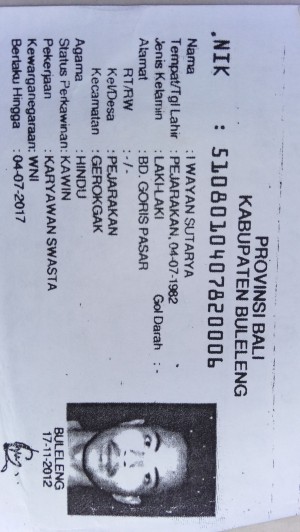 PROVINSI BALI
KABUPATEN BULELENG
NIK : 5108010407820006
Nama : I WAYAN SUTARYA
Tempat/Tgl Lahir : PEJARAKAN, 04-07-1982
Jenis Kelamin : LAKI-LAKI Gol Darah : -
Alamat : BD. GORIS PASAR
RT/RW : -/-
Kel/Desa : PEJARAKAN
Kecamatan : GEROKGAK
Agama : HINDU
Status Perkawinan: KAWIN
Pekerjaan : KARYAWAN SWASTA
Kewarganegaraan: WNI
Berlaku Hingga : 04-07-2017
BULELENG
17-11-2012